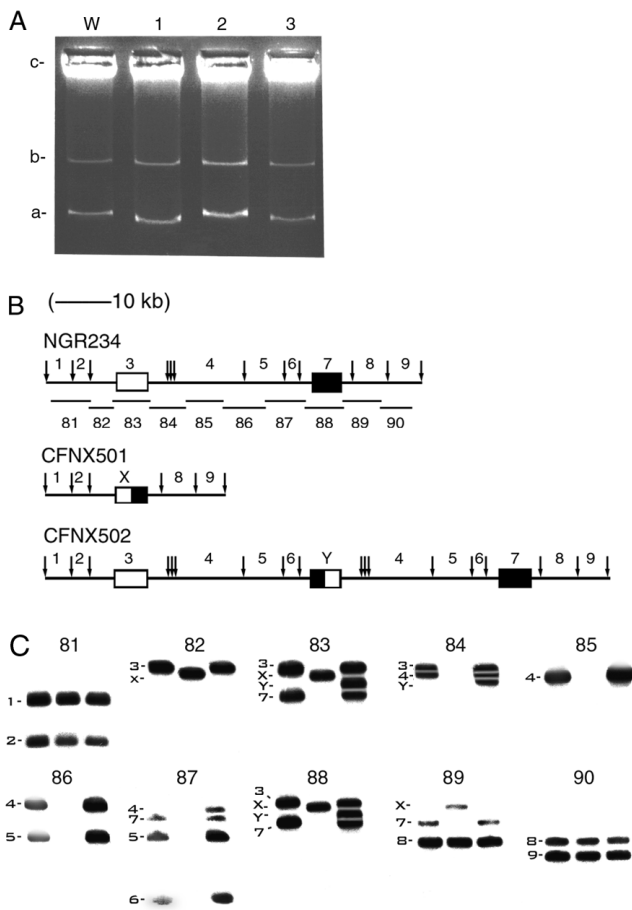 A
W 1 2 3
c-
b-
a-
B
(——10 kb)
NGR234
1 2 3 4 5 6 7 8 9
81 82 83 84 85 86 87 88 89 90
CFNX501
1 2 X 8 9
CFNX502
1 2 3 4 5 6 Y 4 5 6 7 8 9
C
81 82 83 84 85
1-
2-
3-
X-
3-
X-
Y-
7-
3-
4-
Y-
4-
86 87 88 89 90
4-
5-
4-
7-
5-
6-
3-
X-
Y-
7-
X-
7-
8-
8-
9-